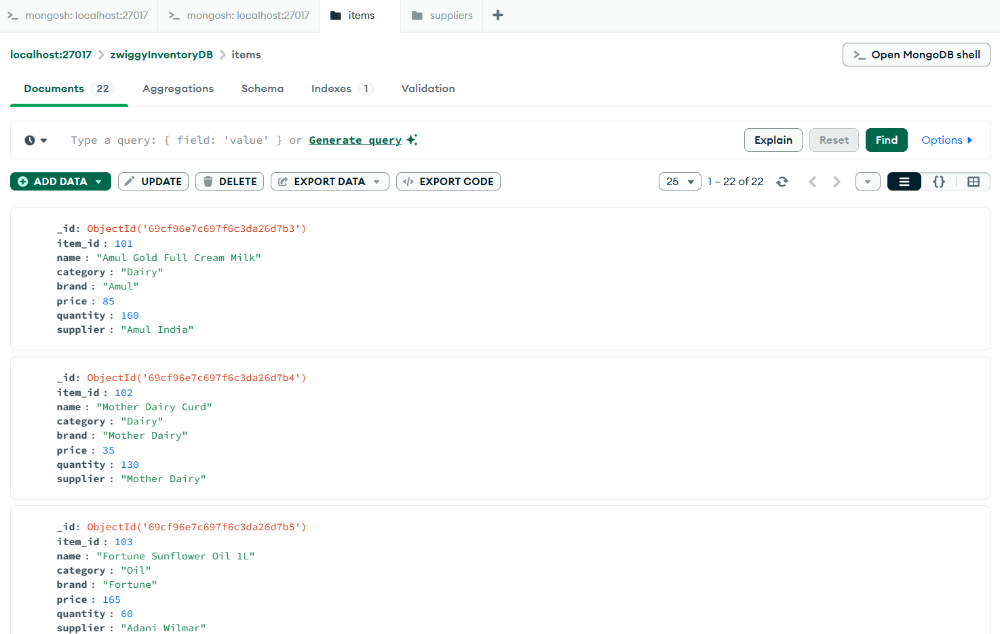 mongosh: localhost:27017 mongosh: localhost:27017 items suppliers
localhost:27017 zwiggyInventoryDB items
>_ Open MongoDB shell
Documents 22 Aggregations Schema Indexes 1 Validation
Type a query: { field: 'value' } or Generate query
Explain Reset Find Options
ADD DATA UPDATE DELETE EXPORT DATA EXPORT CODE
25 1 – 22 of 22
_id: ObjectId('69cf96e7c697f6c3da26d7b3')
item_id : 101
name : "Amul Gold Full Cream Milk"
category : "Dairy"
brand : "Amul"
price : 85
quantity : 160
supplier : "Amul India"
_id: ObjectId('69cf96e7c697f6c3da26d7b4')
item_id : 102
name : "Mother Dairy Curd"
category : "Dairy"
brand : "Mother Dairy"
price : 35
quantity : 130
supplier : "Mother Dairy"
_id: ObjectId('69cf96e7c697f6c3da26d7b5')
item_id : 103
name : "Fortune Sunflower Oil 1L"
category : "Oil"
brand : "Fortune"
price : 165
quantity : 60
supplier : "Adani Wilmar"